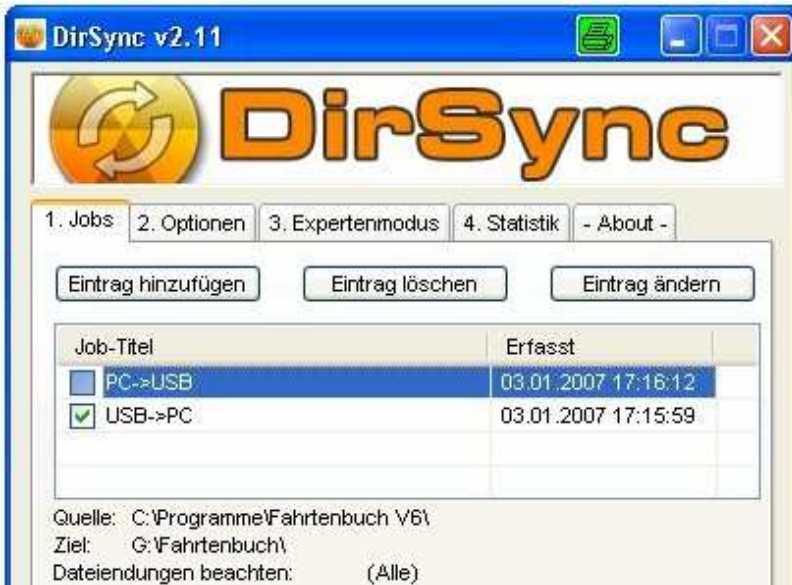 DirSync v2.11
DirSync
1. Jobs 2. Optionen 3. Expertenmodus 4. Statistik - About -
Eintrag hinzufügen Eintrag löschen Eintrag ändern
Job-Titel Erfasst
PC->USB 03.01.2007 17:16:12
USB->PC 03.01.2007 17:15:59
Quelle: C:\Programme\Fahrtenbuch V6\
Ziel: G:\Fahrtenbuch\
Dateiendungen beachten: (Alle)